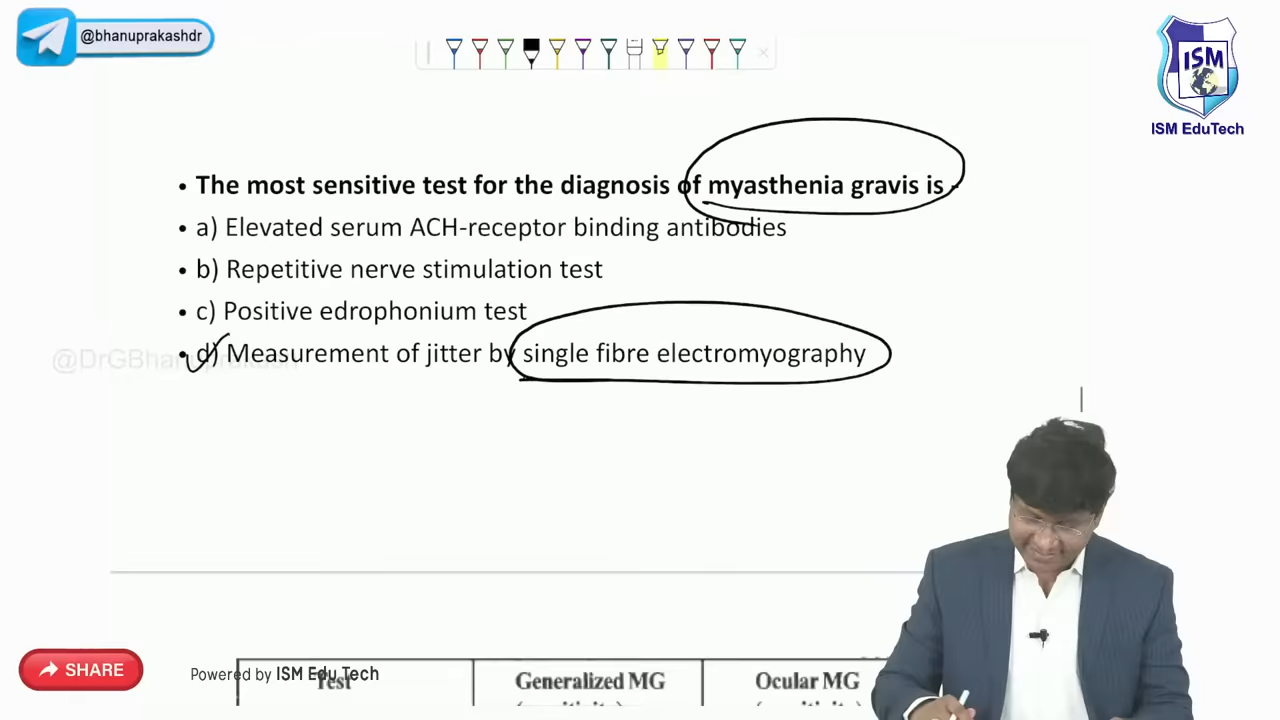 @bhanuprakashdr
ISM
ISM EduTech
• The most sensitive test for the diagnosis of myasthenia gravis is -
• a) Elevated serum ACH-receptor binding antibodies
• b) Repetitive nerve stimulation test
• c) Positive edrophonium test
• d) Measurement of jitter by single fibre electromyography
@DrGBhanuprakash
SHARE
Powered by ISM Edu Tech
Test Generalized MG Ocular MG